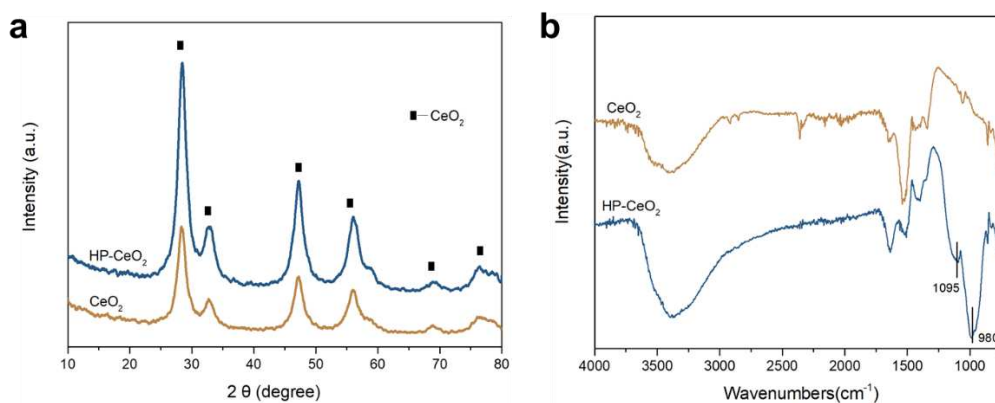 a
Intensity (a.u.)
■—CeO₂
HP-CeO₂
CeO₂
10 20 30 40 50 60 70 80
2 θ (degree)
b
Intensity(a.u.)
CeO₂
HP-CeO₂
1095
980
4000 3500 3000 2500 2000 1500 1000
Wavenumbers(cm⁻¹)